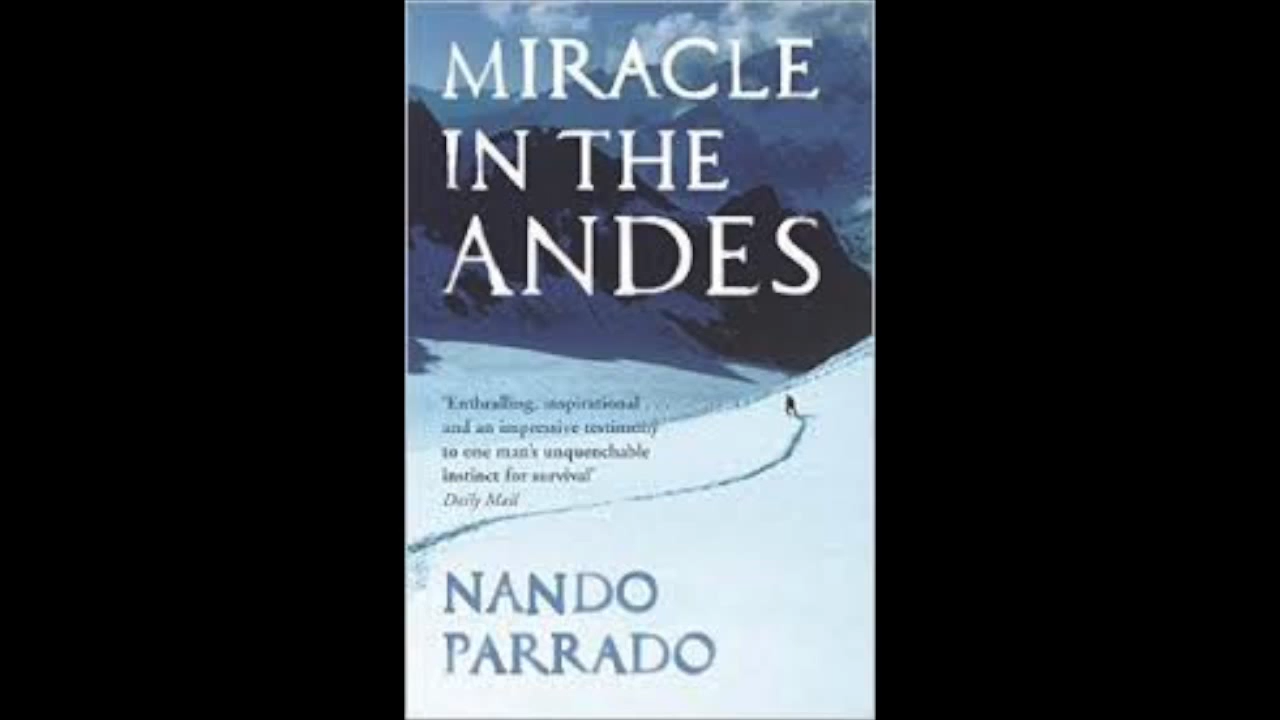 MIRACLE
IN THE
ANDES
'Enthralling, inspirational . . .
and an impressive testimony
to one man's unquenchable
instinct for survival'
Daily Mail
NANDO
PARRADO